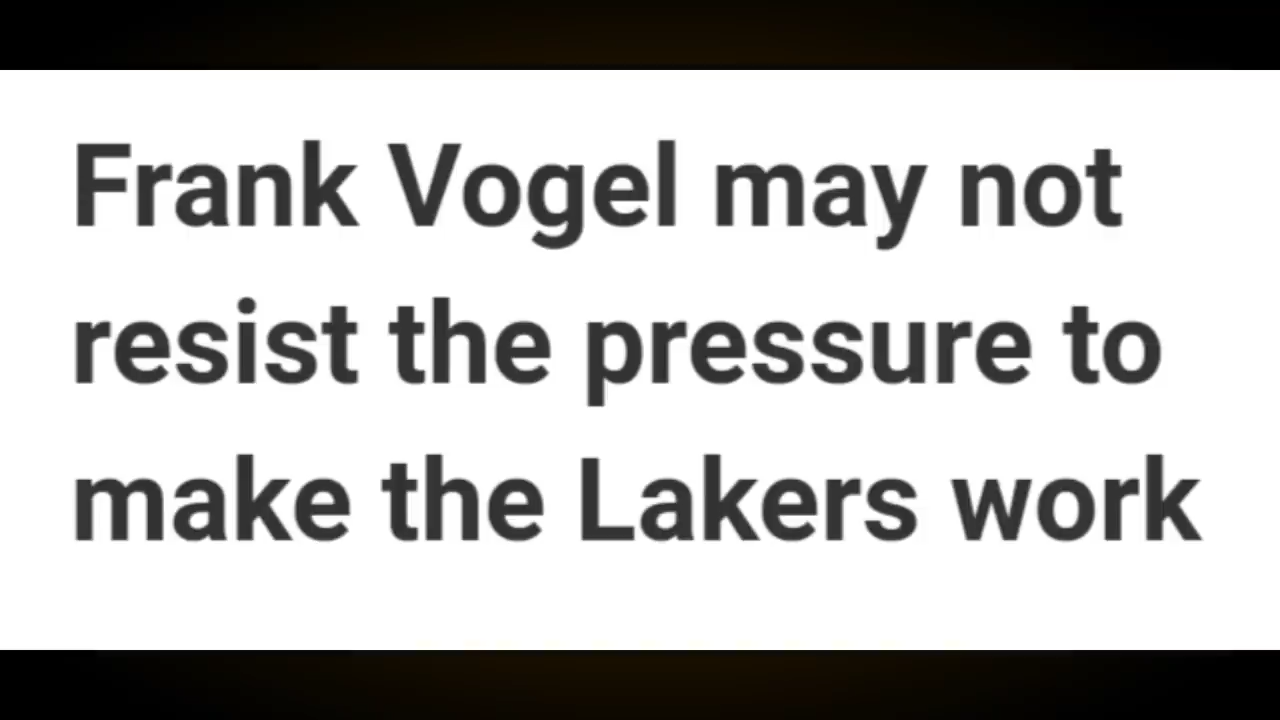 Frank Vogel may not
resist the pressure to
make the Lakers work